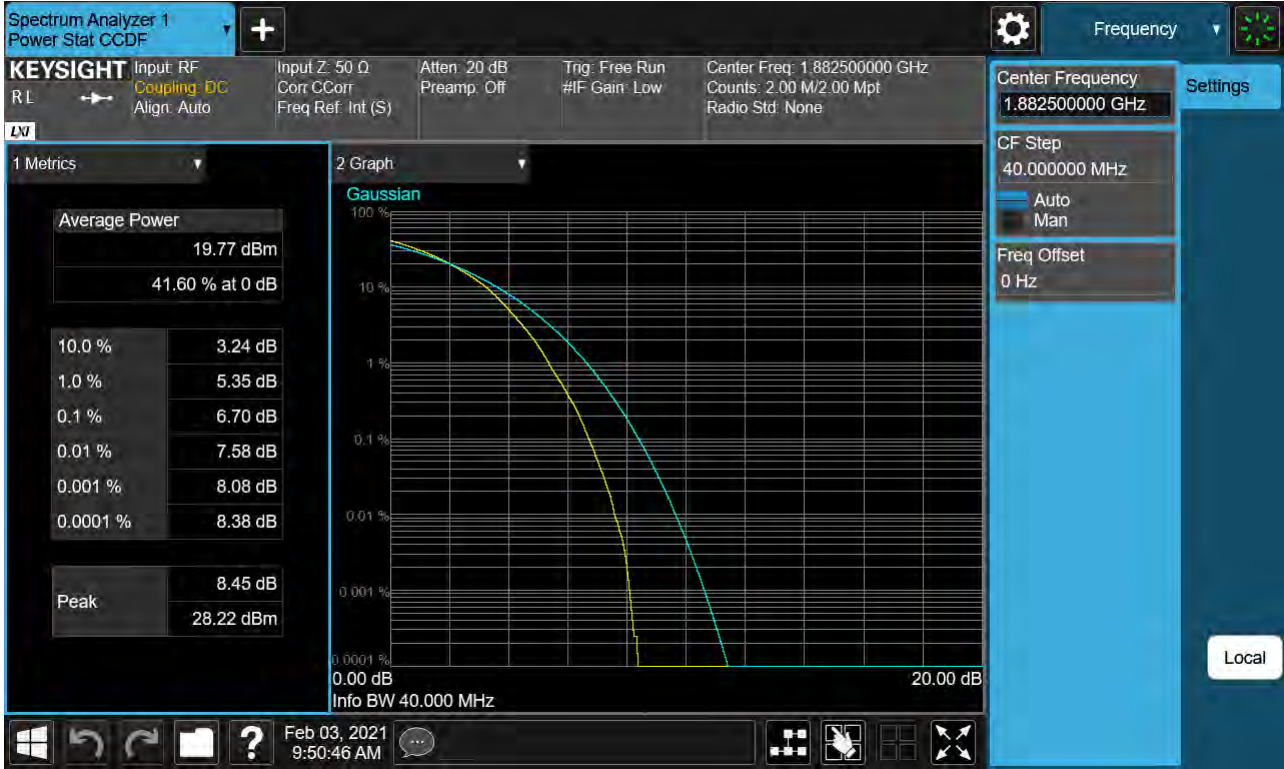 Spectrum Analyzer 1
Power Stat CCDF
+
Frequency
KEYSIGHT
RL
LXI
Input: RF
Coupling: DC
Align: Auto
Input Z: 50 Ω
Corr CCorr
Freq Ref: Int (S)
Atten: 20 dB
Preamp: Off
Trig: Free Run
#IF Gain: Low
Center Freq: 1.882500000 GHz
Counts: 2.00 M/2.00 Mpt
Radio Std: None
Center Frequency
1.882500000 GHz
Settings
CF Step
40.000000 MHz
Auto
Man
Freq Offset
0 Hz
Local
1 Metrics
Average Power
19.77 dBm
41.60 % at 0 dB
10.0 % 3.24 dB
1.0 % 5.35 dB
0.1 % 6.70 dB
0.01 % 7.58 dB
0.001 % 8.08 dB
0.0001 % 8.38 dB
Peak
8.45 dB
28.22 dBm
2 Graph
Gaussian
100 %
10 %
1 %
0.1 %
0.01 %
0.001 %
0.0001 %
0.00 dB 20.00 dB
Info BW 40.000 MHz
?
Feb 03, 2021
9:50:46 AM